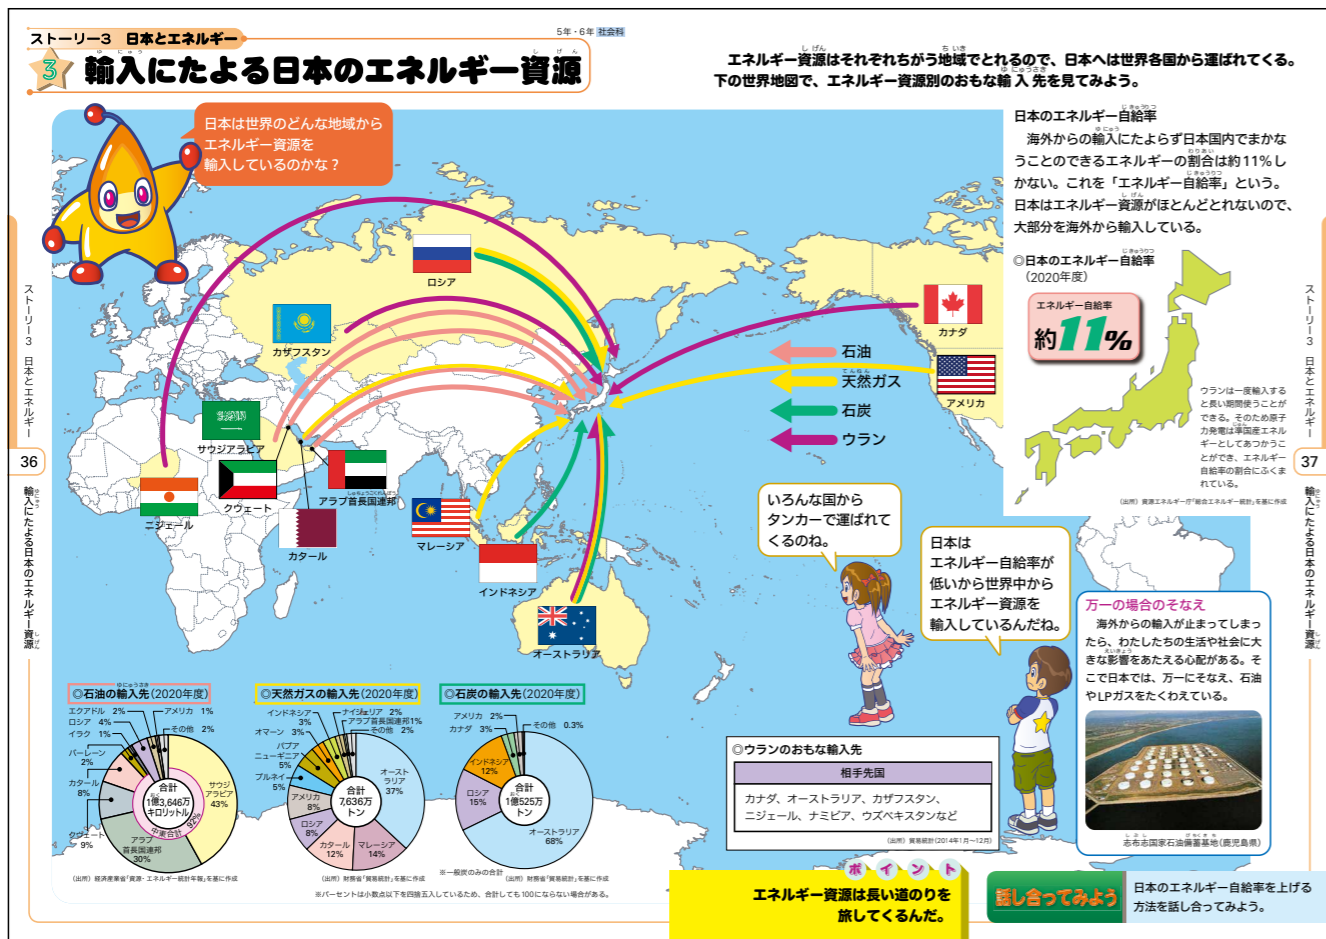 ストーリー3 日本とエネルギー
5年・6年 社会科
3 輸入にたよる日本のエネルギー資源
エネルギー資源はそれぞれちがう地域でとれるので、日本へは世界各国から運ばれてくる。
下の世界地図で、エネルギー資源別のおもな輸入先を見てみよう。
日本は世界のどんな地域から
エネルギー資源を
輸入しているのかな？
日本のエネルギー自給率
海外からの輸入にたよらず日本国内でまかな
うことのできるエネルギーの割合は約11%し
かない。これを「エネルギー自給率」という。
日本はエネルギー資源がほとんどとれないので、
大部分を海外から輸入している。
◎日本のエネルギー自給率
（2020年度）
エネルギー自給率
約11%
ウランは一度輸入する
と長い期間使うことが
できる。そのため原子
力発電は準国産エネル
ギーとしてあつかうこ
とができ、エネルギー
自給率の割合にふくま
れている。
（出所）資源エネルギー庁「総合エネルギー統計」を基に作成
ロシア
カザフスタン
サウジアラビア
クウェート
カタール
アラブ首長国連邦
ニジェール
マレーシア
インドネシア
オーストラリア
カナダ
アメリカ
石油
天然ガス
石炭
ウラン
ストーリー3 日本とエネルギー
36
輸入にたよる日本のエネルギー資源
ストーリー3 日本とエネルギー
37
輸入にたよる日本のエネルギー資源
いろんな国から
タンカーで運ばれて
くるのね。
日本は
エネルギー自給率が
低いから世界中から
エネルギー資源を
輸入しているんだね。
万一の場合のそなえ
海外からの輸入が止まってしまっ
たら、わたしたちの生活や社会に大
きな影響をあたえる心配がある。そ
こで日本では、万一にそなえ、石油
やLPガスをたくわえている。
志布志国家石油備蓄基地（鹿児島県）
◎石油の輸入先（2020年度）
エクアドル 2%
アメリカ 1%
ロシア 4%
その他 2%
イラク 1%
バーレーン
2%
カタール
8%
クウェート
9%
アラブ
首長国連邦
30%
サウジ
アラビア
43%
合計
1億3,646万
キロリットル
中東合計 92%
（出所）経済産業省「資源・エネルギー統計年報」を基に作成
◎天然ガスの輸入先（2020年度）
インドネシア
3%
ナイジェリア 2%
アラブ首長国連邦1%
その他 2%
オマーン 3%
パプア
ニューギニア
5%
ブルネイ
5%
アメリカ
8%
ロシア
8%
カタール
12%
マレーシア
14%
オースト
ラリア
37%
合計
7,636万
トン
（出所）財務省「貿易統計」を基に作成
◎石炭の輸入先（2020年度）
アメリカ 2%
その他 0.3%
カナダ 3%
インドネシア
12%
ロシア
15%
オーストラリア
68%
合計
1億525万
トン
※一般炭のみの合計
（出所）財務省「貿易統計」を基に作成
※パーセントは小数点以下を四捨五入しているため、合計しても100にならない場合がある。
◎ウランのおもな輸入先
相手先国
カナダ、オーストラリア、カザフスタン、
ニジェール、ナミビア、ウズベキスタンなど
（出所）貿易統計（2014年1月〜12月）
ポイント
エネルギー資源は長い道のりを
旅してくるんだ。
話し合ってみよう
日本のエネルギー自給率を上げる
方法を話し合ってみよう。